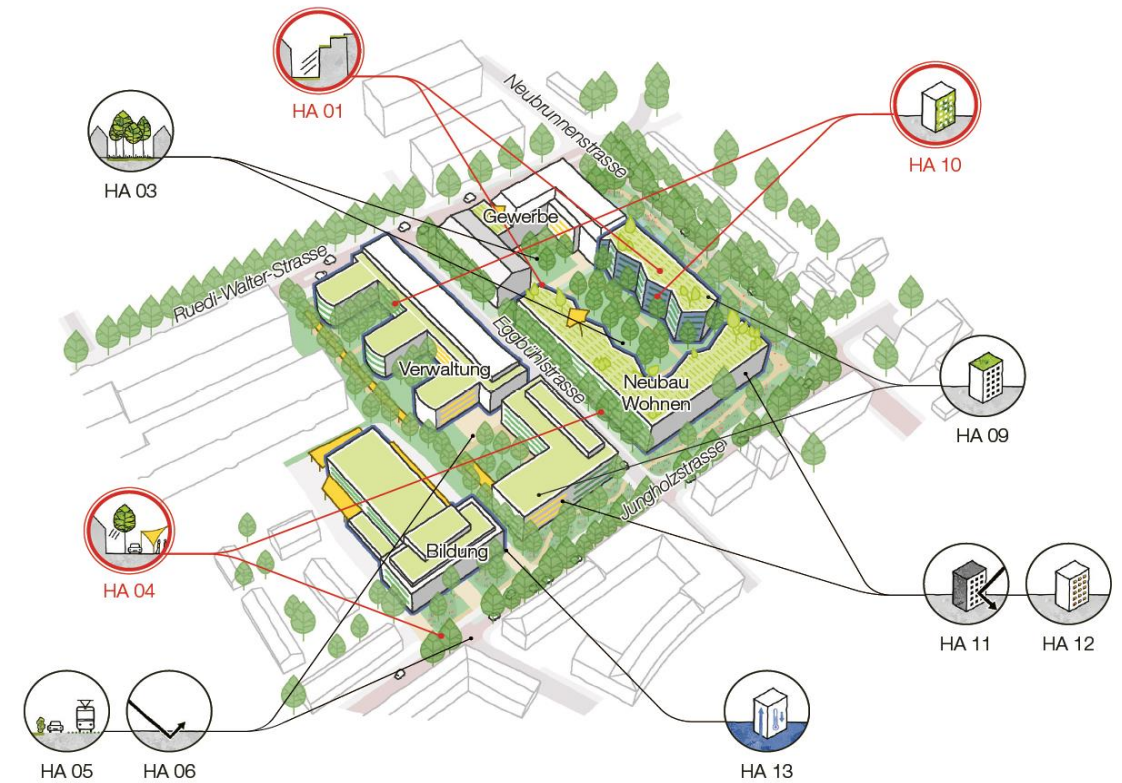 HA 01
Neubrunnenstrasse
HA 10
HA 03
Gewerbe
Ruedi-Walter-Strasse
Eggbühlstrasse
Verwaltung
Neubau
Wohnen
HA 09
Jungholzstrasse
Bildung
HA 04
HA 11
HA 12
HA 05
HA 06
HA 13